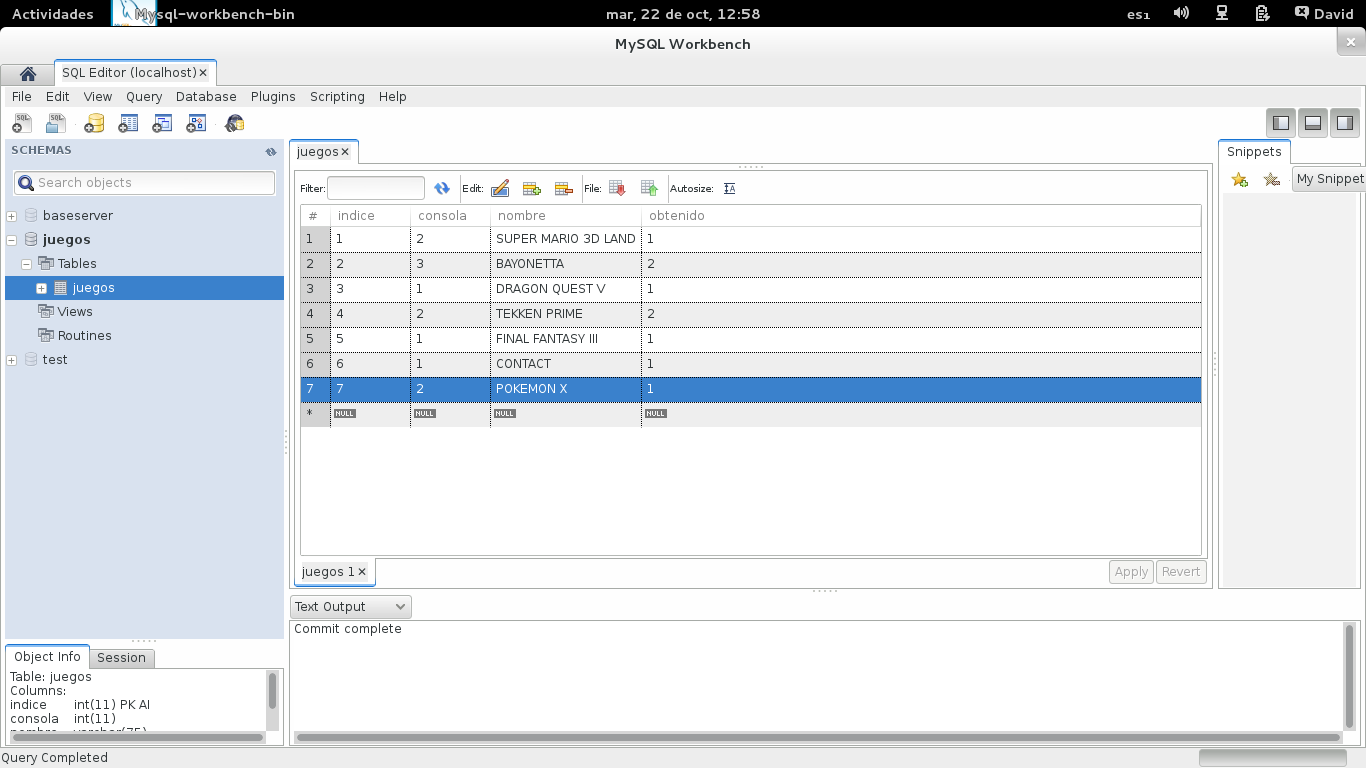 Actividades Mysql-workbench-bin mar, 22 de oct, 12:58 es1 David
MySQL Workbench
SQL Editor (localhost)
File Edit View Query Database Plugins Scripting Help
SQL SQL
SCHEMAS
Search objects
baseserver
juegos
Tables
juegos
Views
Routines
test
juegos
Filter: Edit: File: Autosize:
# indice consola nombre obtenido
1 1 2 SUPER MARIO 3D LAND 1
2 2 3 BAYONETTA 2
3 3 1 DRAGON QUEST V 1
4 4 2 TEKKEN PRIME 2
5 5 1 FINAL FANTASY III 1
6 6 1 CONTACT 1
7 7 2 POKEMON X 1
* NULL NULL NULL NULL
juegos 1
Apply Revert
Snippets
My Snippet
Text Output
Commit complete
Object Info Session
Table: juegos
Columns:
indice int(11) PK AI
consola int(11)
nombre varchar(75)
Query Completed